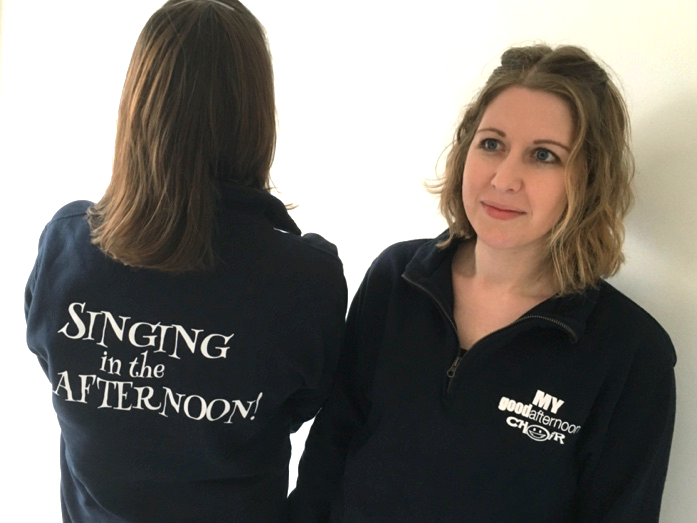 SINGING
in the
AFTERNOON!
MY
goodafternoon
CHOIR